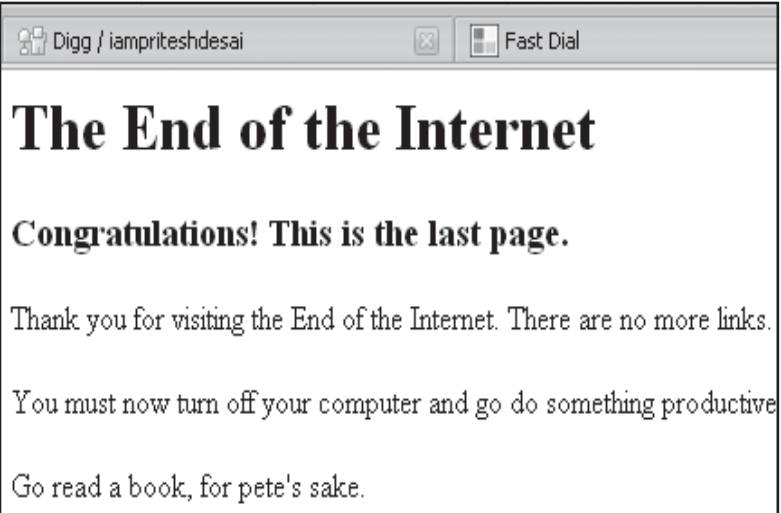 Digg / iampriteshdesai
Fast Dial
The End of the Internet
Congratulations! This is the last page.
Thank you for visiting the End of the Internet. There are no more links.
You must now turn off your computer and go do something productive
Go read a book, for pete's sake.